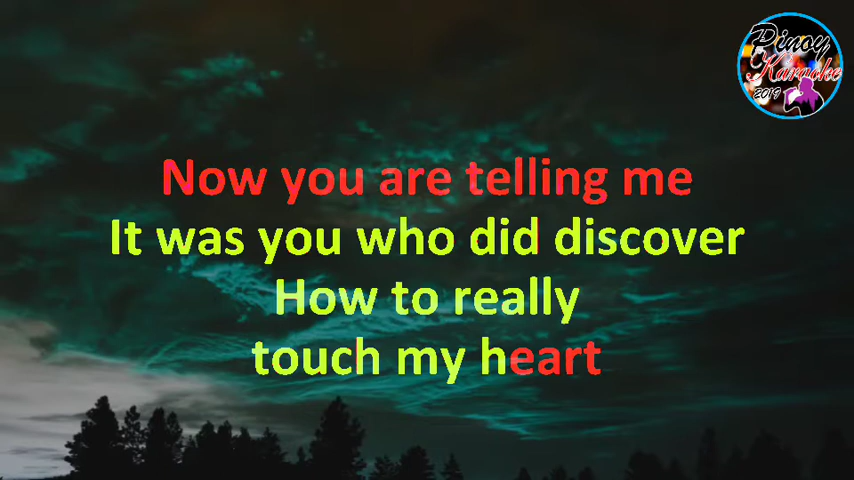 Pinoy
Karaoke
2019
Now you are telling me
It was you who did discover
How to really
touch my heart